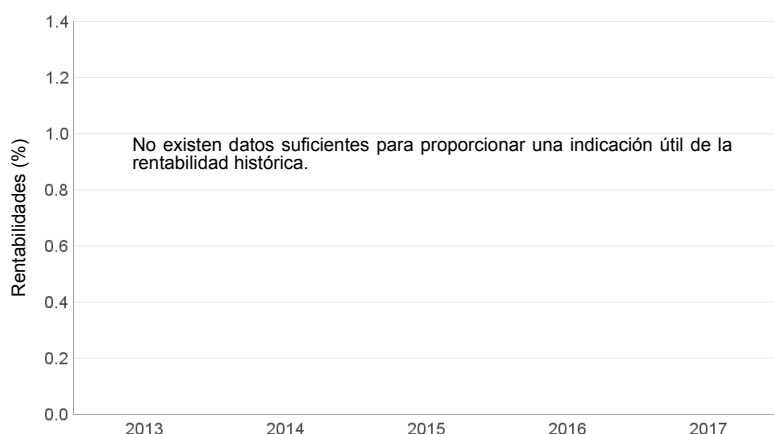 1.4
1.2
1.0
No existen datos suficientes para proporcionar una indicación útil de la
rentabilidad histórica.
0.8
0.6
0.4
0.2
0.0
Rentabilidades (%)
2013 2014 2015 2016 2017